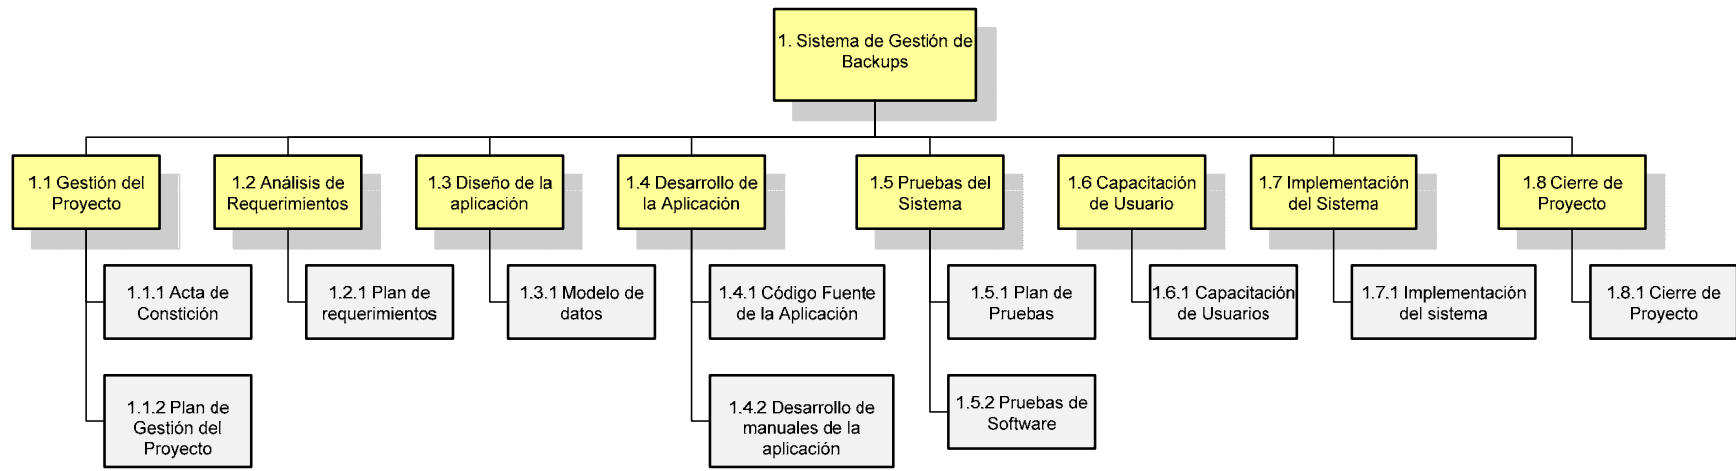 1. Sistema de Gestión de
Backups
1.1 Gestión del
Proyecto
1.2 Análisis de
Requerimientos
1.3 Diseño de la
aplicación
1.4 Desarrollo de
la Aplicación
1.5 Pruebas del
Sistema
1.6 Capacitación
de Usuario
1.7 Implementación
del Sistema
1.8 Cierre de
Proyecto
1.1.1 Acta de
Constición
1.2.1 Plan de
requerimientos
1.3.1 Modelo de
datos
1.4.1 Código Fuente
de la Aplicación
1.5.1 Plan de
Pruebas
1.6.1 Capacitación
de Usuarios
1.7.1 Implementación
del sistema
1.8.1 Cierre de
Proyecto
1.1.2 Plan de
Gestión del
Proyecto
1.4.2 Desarrollo de
manuales de la
aplicación
1.5.2 Pruebas de
Software